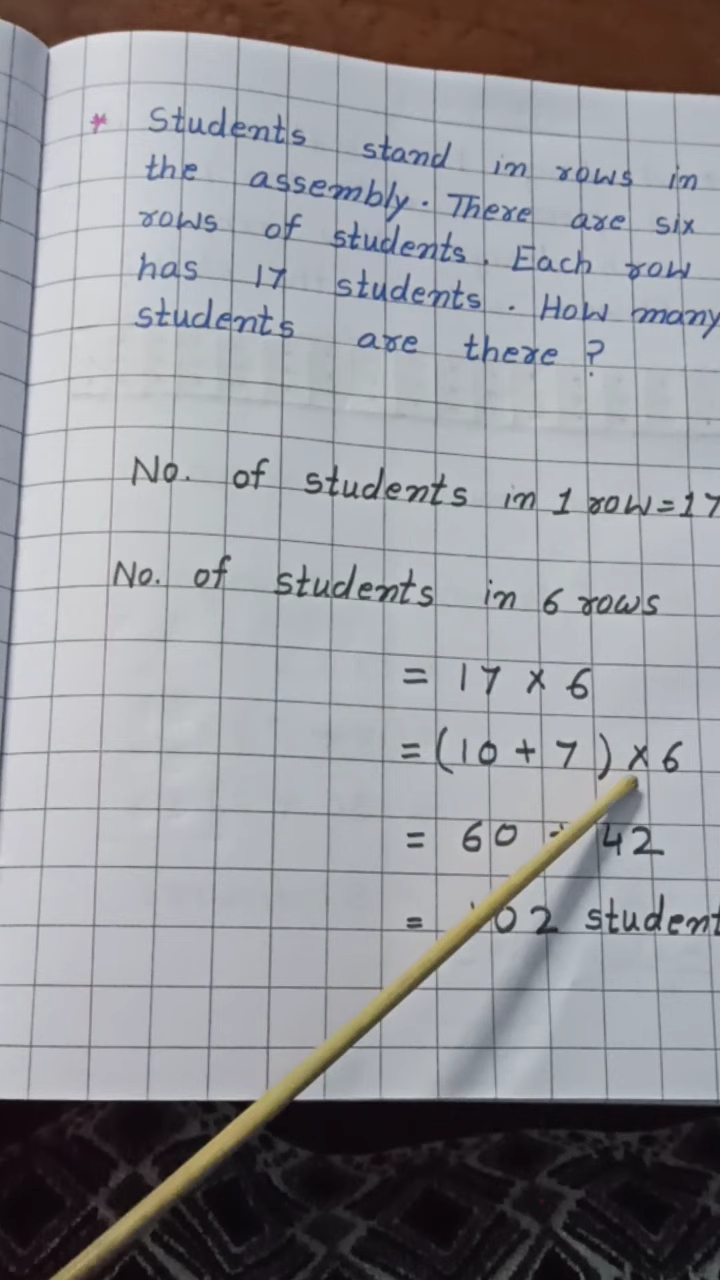 * Students stand in rows in
the assembly. There are six
rows of students. Each row
has 17 students. How many
students are there?
No. of students in 1 row=17
No. of students in 6 rows
= 17 × 6
=(10 + 7) × 6
= 60 + 42
= 102 student